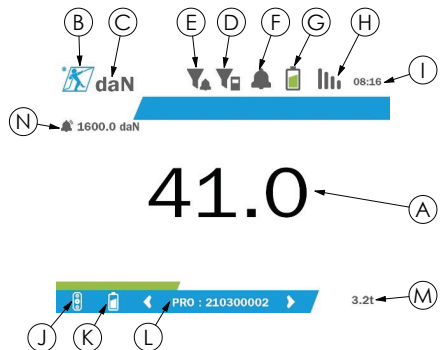 B C E D F G H
daN 08:16 I
N 1600.0 daN
41.0 A
PRO : 210300002 3.2t M
J K L